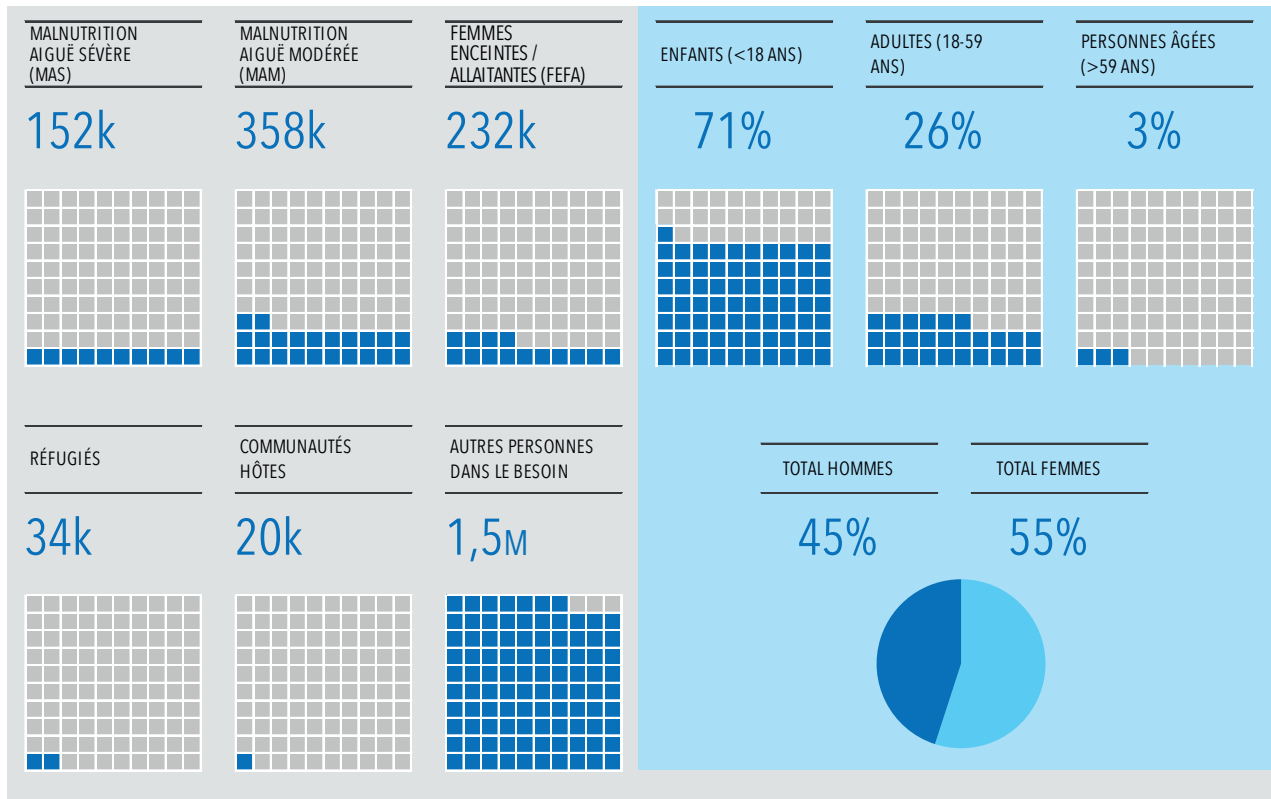 MALNUTRITION
AIGUË SÉVÈRE
(MAS)
152k
MALNUTRITION
AIGUË MODÉRÉE
(MAM)
358k
FEMMES
ENCEINTES /
ALLAITANTES (FEFA)
232k
ENFANTS (<18 ANS)
71%
ADULTES (18-59
ANS)
26%
PERSONNES ÂGÉES
(>59 ANS)
3%
RÉFUGIÉS
34k
COMMUNAUTÉS
HÔTES
20k
AUTRES PERSONNES
DANS LE BESOIN
1,5M
TOTAL HOMMES
45%
TOTAL FEMMES
55%